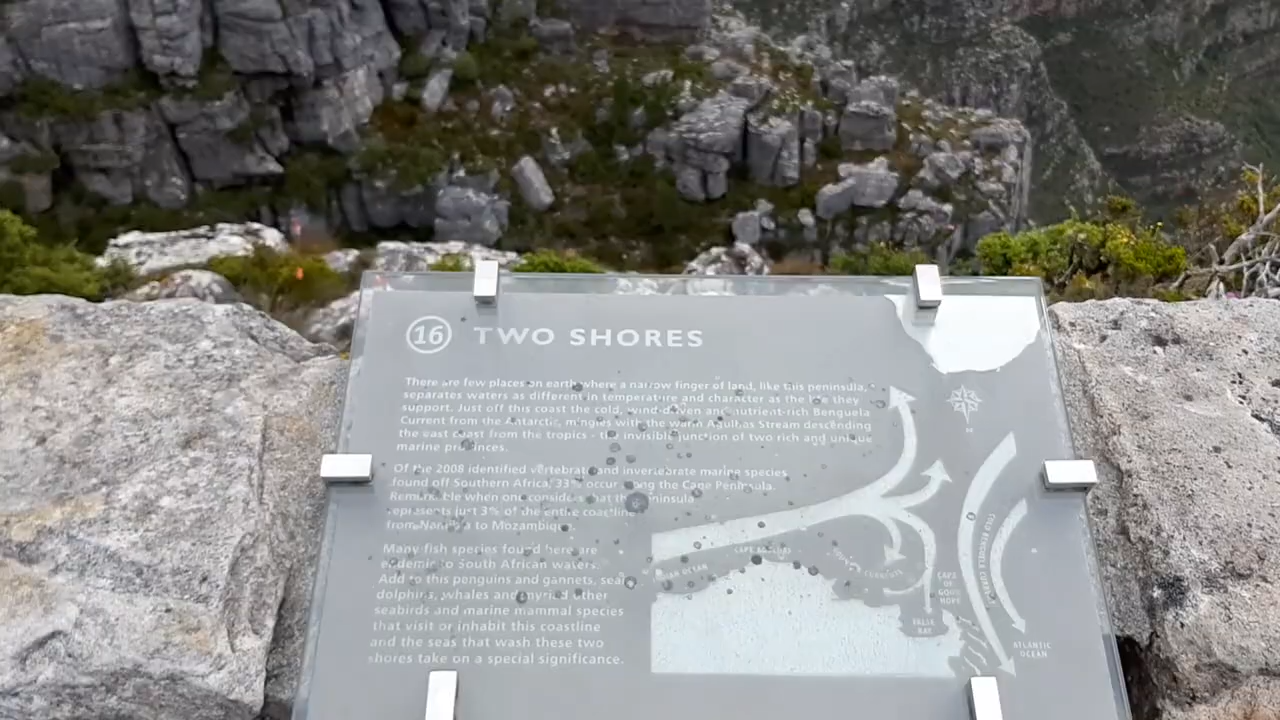 16 TWO SHORES
There are few places on earth where a narrow finger of land, like this peninsula,
separates waters as different in temperature and character as the life they
support. Just off this coast the cold, wind-driven and nutrient-rich Benguela
Current from the Antarctic, mingles with the warm Agulhas Stream descending
the east coast from the tropics - the invisible junction of two rich and unique
marine provinces.
Of the 2008 identified vertebrate and invertebrate marine species
found off Southern Africa, 33% occur along the Cape Peninsula.
Remarkable when one considers that the peninsula
represents just 3% of the entire coastline
from Namibia to Mozambique.
Many fish species found here are
endemic to South African waters.
Add to this penguins and gannets, seals
dolphins, whales and myriad other
seabirds and marine mammal species
that visit or inhabit this coastline
and the seas that wash these two
shores take on a special significance.
CAPE AGULHAS
OCEAN
CAPE
OF
GOOD
HOPE
FALSE
BAY
COLD BENGUELA CURRENT
ATLANTIC
OCEAN